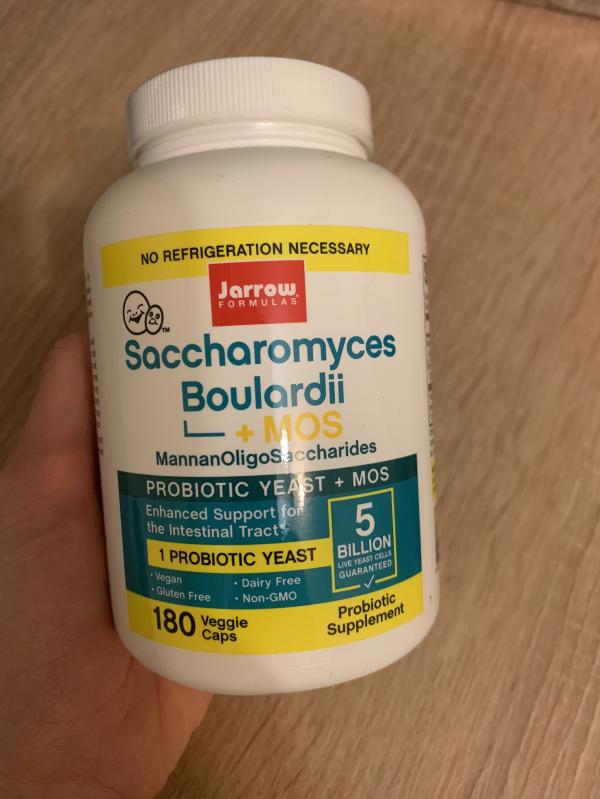 NO REFRIGERATION NECESSARY
Jarrow®
FORMULAS
TM
Saccharomyces
Boulardii
+ MOS
MannanOligoSaccharides
PROBIOTIC YEAST + MOS
Enhanced Support for
the Intestinal Tract*
1 PROBIOTIC YEAST
• Vegan
• Dairy Free
• Gluten Free
• Non-GMO
5
BILLION
LIVE YEAST CELLS
GUARANTEED
180 Veggie
Caps
Probiotic
Supplement